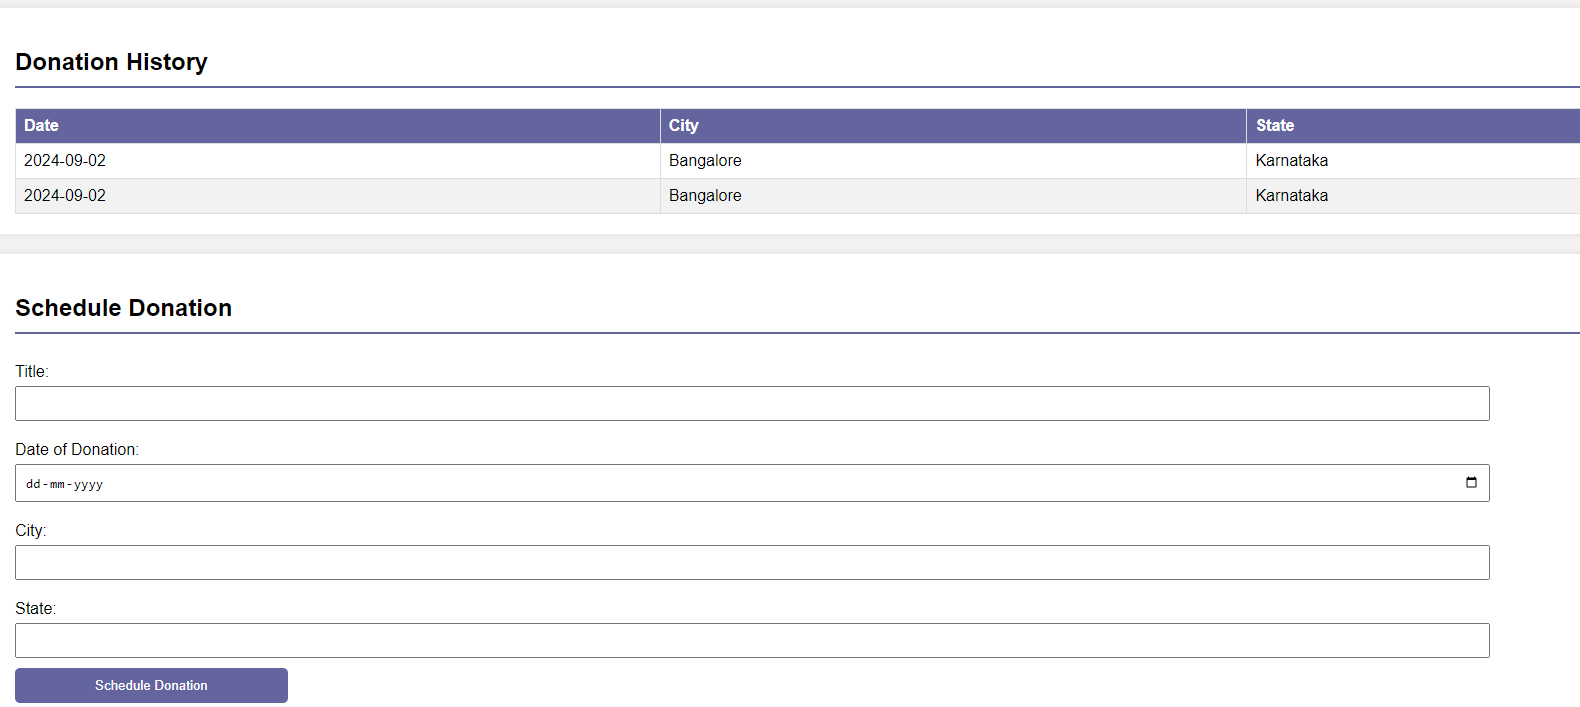 Donation History
Date City State
2024-09-02 Bangalore Karnataka
2024-09-02 Bangalore Karnataka
Schedule Donation
Title:
Date of Donation:
dd-mm-yyyy
City:
State:
Schedule Donation